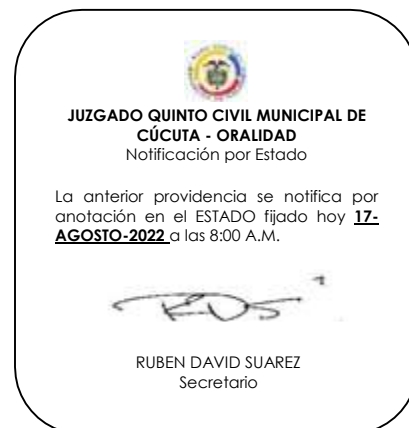 JUZGADO QUINTO CIVIL MUNICIPAL DE
CÚCUTA - ORALIDAD
Notificación por Estado
La anterior providencia se notifica por
anotación en el ESTADO fijado hoy 17-
AGOSTO-2022 a las 8:00 A.M.
RUBEN DAVID SUAREZ
Secretario